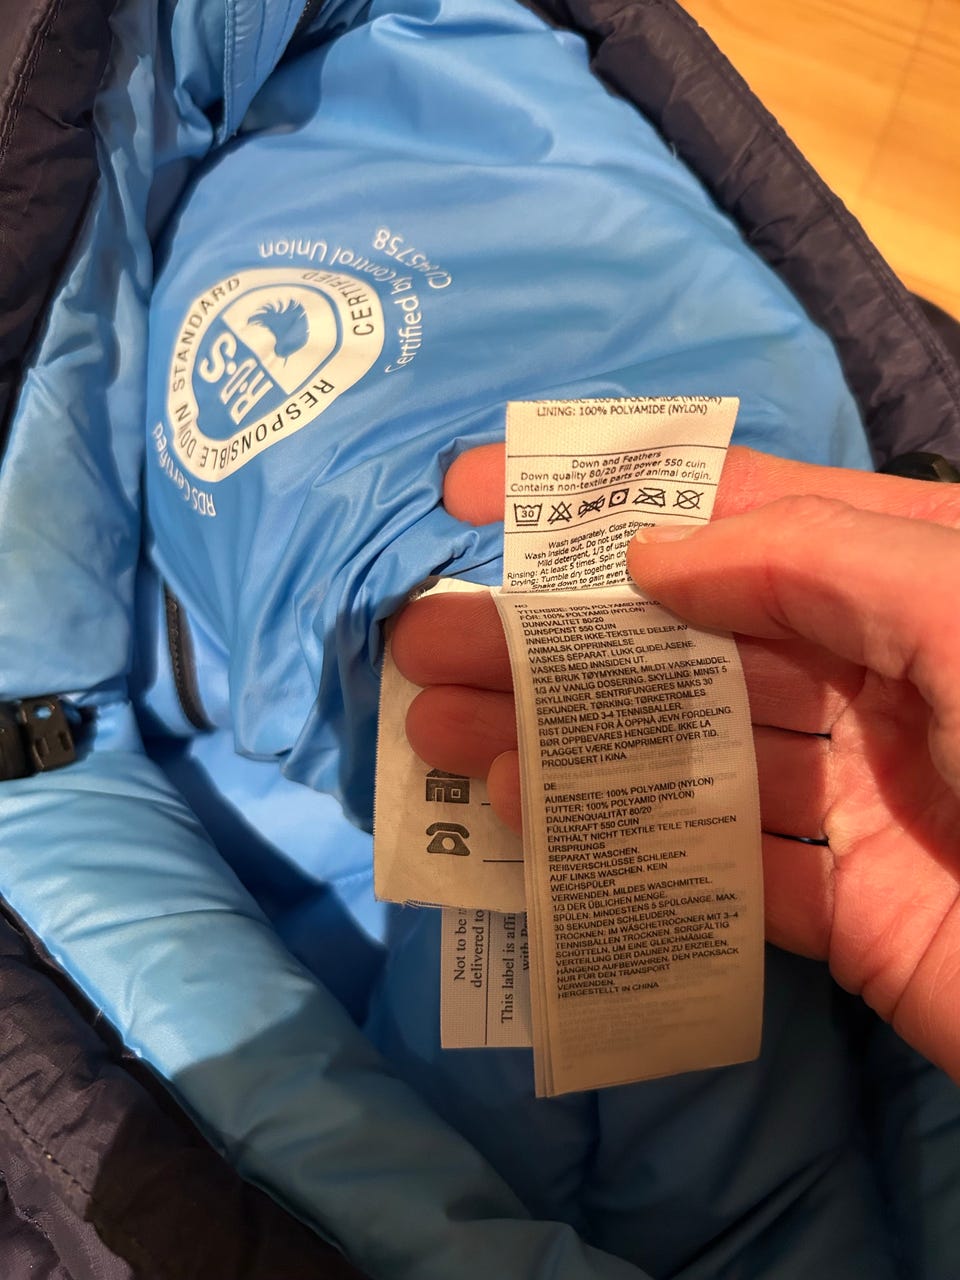 RDS Certified
RESPONSIBLE DOWN STANDARD
CERTIFIED
R·D·S
CERTIFIED
Certified by Control Union
CU 
LINING: 100% POLYAMIDE (NYLON)
Down and Feathers
Down quality 80/20 Fill power 550 cuin
Contains non-textile parts of animal origin.
30
Wash separately. Close zippers.
Wash inside out. Do not use
Mild detergent, 1/3 of
Rinsing: At least 5 times. Spin
Drying: Tumble dry together
Shake down to gain even
NO
YTTERSIDE: 100% POLYAMID
FÔR: 100% POLYAMID (NYLON)
DUNKVALITET 80/20
DUNSPENST 550 CUIN
INNEHOLDER IKKE-TEKSTILE DELER AV
ANIMALSK OPPRINNELSE
VASKES SEPARAT. LUKK GLIDELÅSENE.
VASKES MED INNSIDEN UT.
IKKE BRUK TØYMYKNER. MILDT VASKEMIDDEL.
1/3 AV VANLIG DOSERING. SKYLLING: MINST 5
SKYLLINGER. SENTRIFUNGERES MAKS 30
SEKUNDER. TØRKING: TØRKETROMLES
SAMMEN MED 3-4 TENNISBALLER.
RIST DUNEN FOR Å OPPNÅ JEVN FORDELING.
BØR OPPBEVARES HENGENDE. IKKE LA
PLAGGET VÆRE KOMPRIMERT OVER TID.
PRODUSERT I KINA
DE
AUßENSEITE: 100% POLYAMID (NYLON)
FUTTER: 100% POLYAMID (NYLON)
DAUNENQUALITÄT 80/20
FÜLLKRAFT 550 CUIN
ENTHÄLT NICHT TEXTILE TEILE TIERISCHEN
URSPRUNGS
SEPARAT WASCHEN.
REIßVERSCHLÜSSE SCHLIEßEN.
AUF LINKS WASCHEN. KEIN
WEICHSPÜLER
VERWENDEN. MILDES WASCHMITTEL.
1/3 DER ÜBLICHEN MENGE.
SPÜLEN: MINDESTENS 5 SPÜLGÄNGE. MAX.
30 SEKUNDEN SCHLEUDERN.
TROCKNEN: IM WÄSCHETROCKNER MIT 3-4
TENNISBÄLLEN TROCKNEN. SORGFÄLTIG
SCHÜTTELN, UM EINE GLEICHMÄßIGE
VERTEILUNG DER DAUNEN ZU ERZIELEN.
HÄNGEND AUFBEWAHREN. DEN PACKSACK
NUR FÜR DEN TRANSPORT
VERWENDEN.
HERGESTELLT IN CHINA
Not to be
delivered to
This label is
with